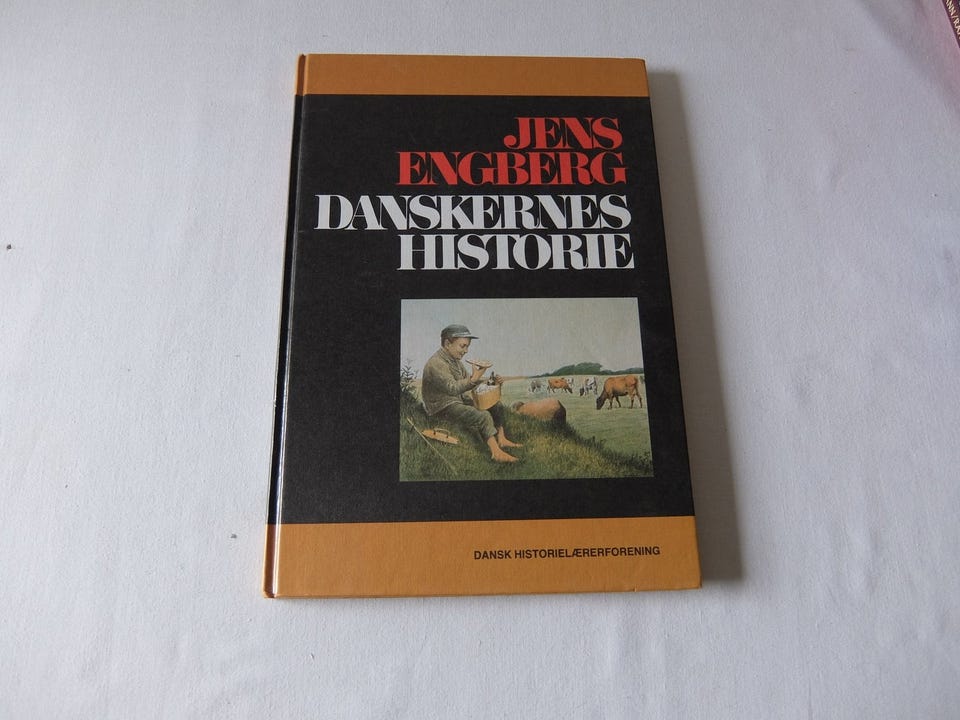 JENS
ENGBERG
DANSKERNES
HISTORIE
DANSK HISTORIELÆRERFORENING